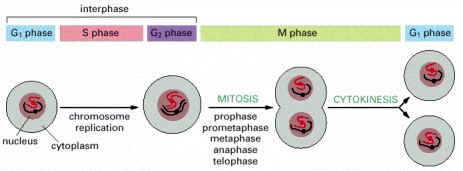 interphase
G1 phase
S phase
G2 phase
M phase
G1 phase
MITOSIS
CYTOKINESIS
chromosome
replication
prophase
prometaphase
metaphase
anaphase
telophase
nucleus
cytoplasm